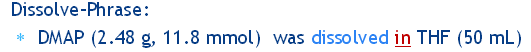 Dissolve-Phrase:
* DMAP (2.48 g, 11.8 mmol) was dissolved in THF (50 mL)